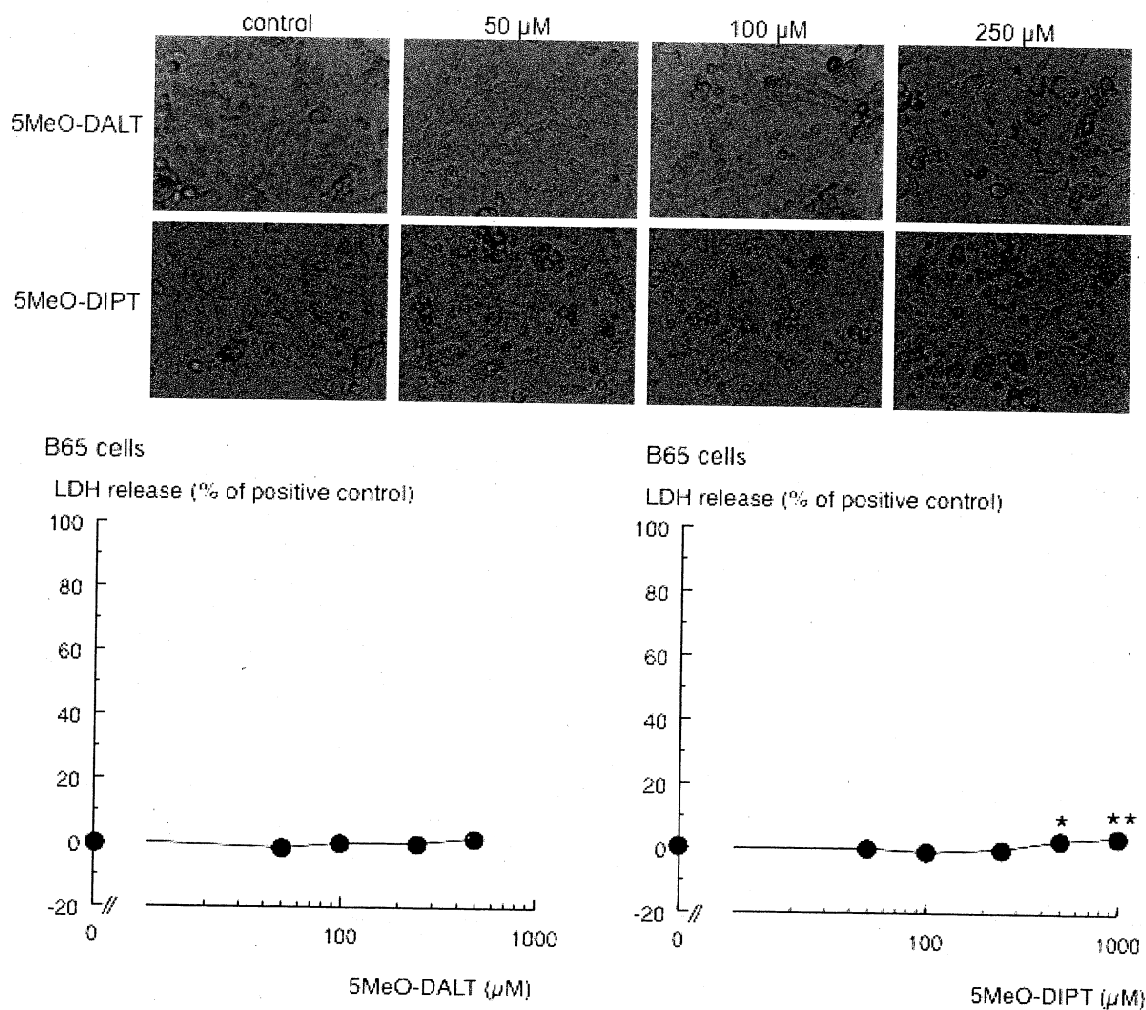 control 50 µM 100 µM 250 µM
5MeO-DALT
5MeO-DIPT
B65 cells
LDH release (% of positive control)
100
80
60
40
20
0
-20
0 100 1000
5MeO-DALT (µM)
B65 cells
LDH release (% of positive control)
100
80
60
40
20
0
-20
* **
0 100 1000
5MeO-DIPT (µM)